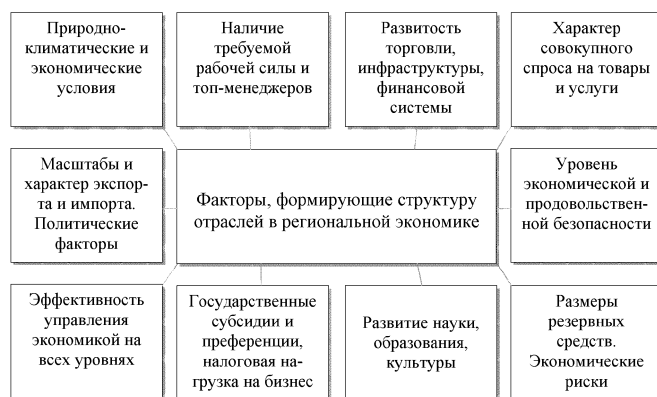 Природно-
климатические и
экономические
условия
Наличие
требуемой
рабочей силы и
топ-менеджеров
Развитость
торговли,
инфраструктуры,
финансовой
системы
Характер
совокупного
спроса на товары
и услуги
Масштабы и
характер экспор-
та и импорта.
Политические
факторы
Факторы, формирующие структуру
отраслей в региональной экономике
Уровень
экономической и
продовольствен-
ной безопасности
Эффективность
управления
экономикой на
всех уровнях
Государственные
субсидии и
преференции,
налоговая на-
грузка на бизнес
Развитие науки,
образования,
культуры
Размеры
резервных
средств.
Экономические
риски